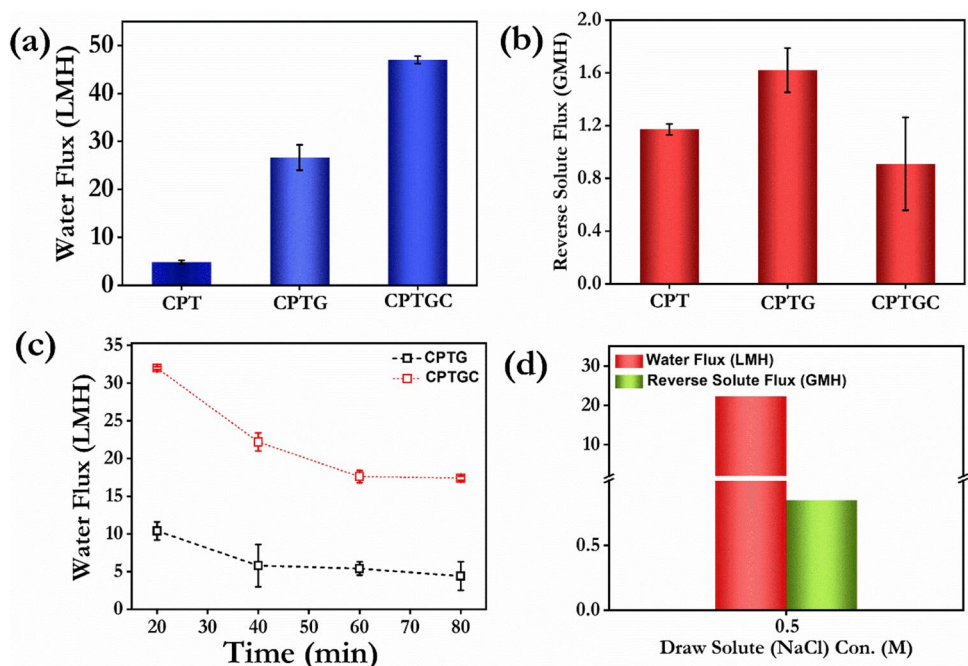 (a)
Water Flux (LMH)
50
40
30
20
10
0
CPT
CPTG
CPTGC
(b)
Reverse Solute Flux (GMH)
2.0
1.6
1.2
0.8
0.4
0.0
CPT
CPTG
CPTGC
(c)
Water Flux (LMH)
35
30
25
20
15
10
5
0
20
30
40
50
60
70
80
Time (min)
CPTG
CPTGC
(d)
Water Flux (LMH)
Reverse Solute Flux (GMH)
30
20
10
0.5
0.0
0.5
Draw Solute (NaCl) Con. (M)